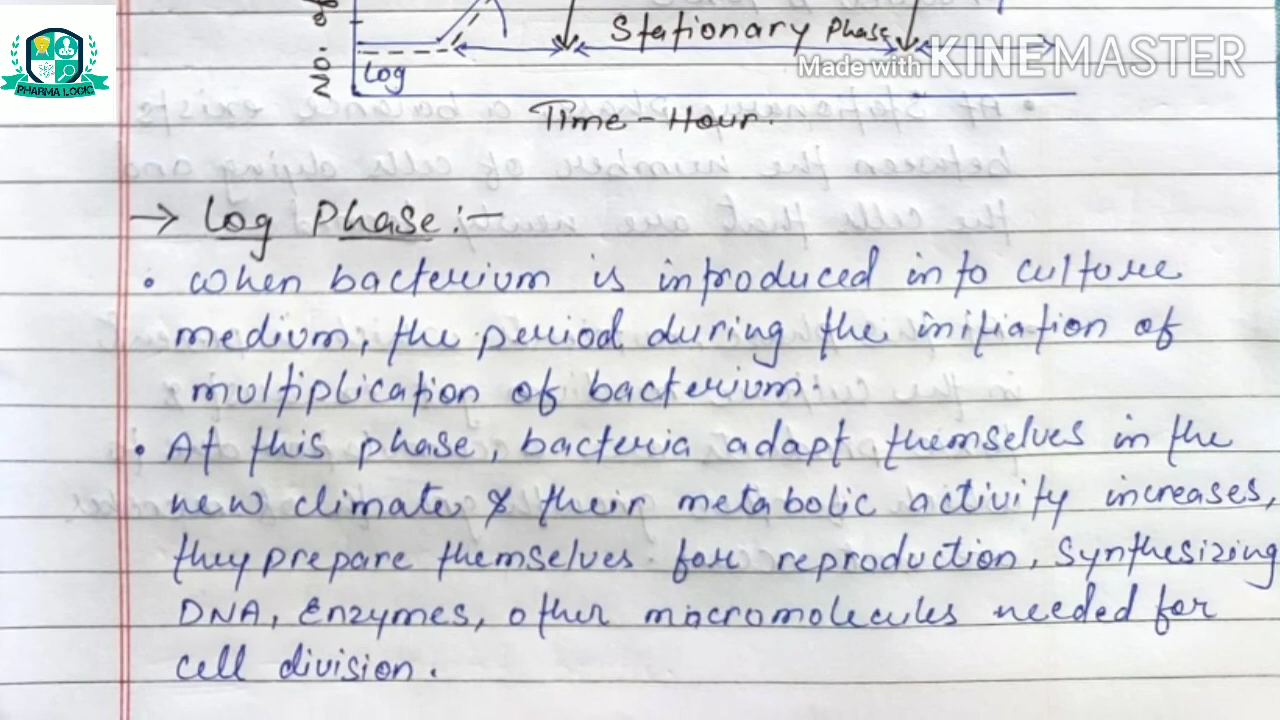 PHARMA LOGIC
No. of
Stationary Phase
Log
Made with KINEMASTER
Time - Hour.
→ Log Phase :-
• When bacterium is introduced into culture
medium, the period during the initiation of
multiplication of bacterium.
• At this phase, bacteria adapt themselves in the
new climate & their metabolic activity increases,
they prepare themselves for reproduction, Synthesizing
DNA, Enzymes, other macromolecules needed for
cell division.